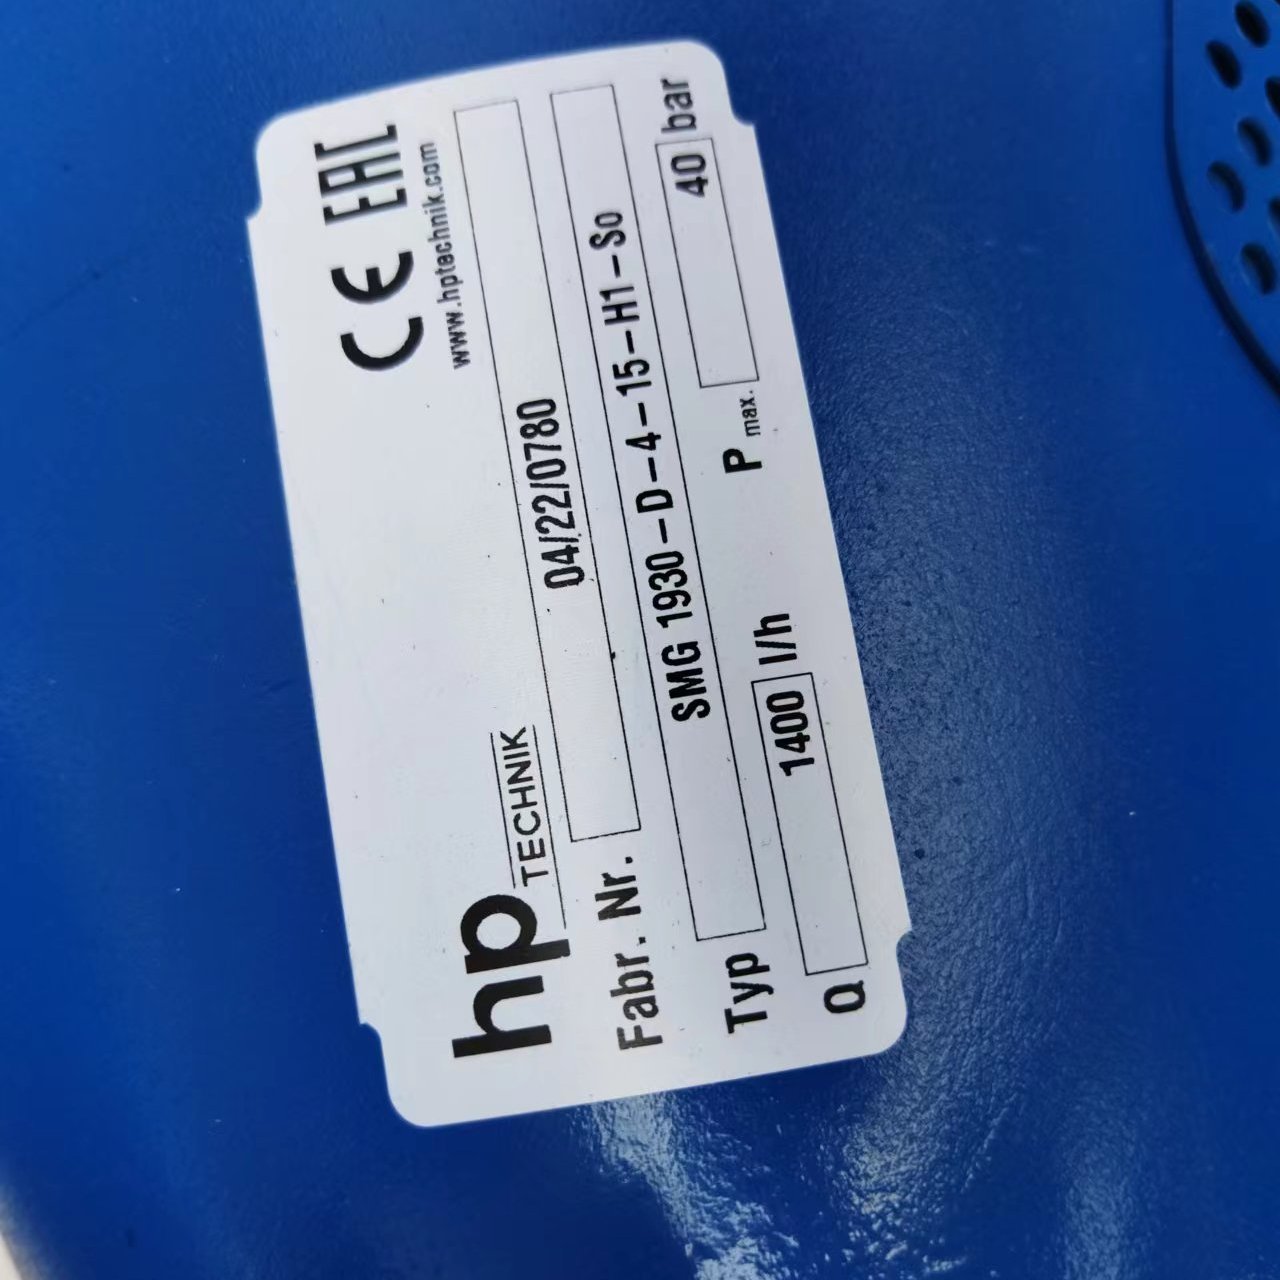 hp TECHNIK
CE EAC
www.hptechnik.com
Fabr. Nr. 04/22/0780
Typ SMG 1930-D-4-15-H1-So
Q 1400 l/h P max. 40 bar